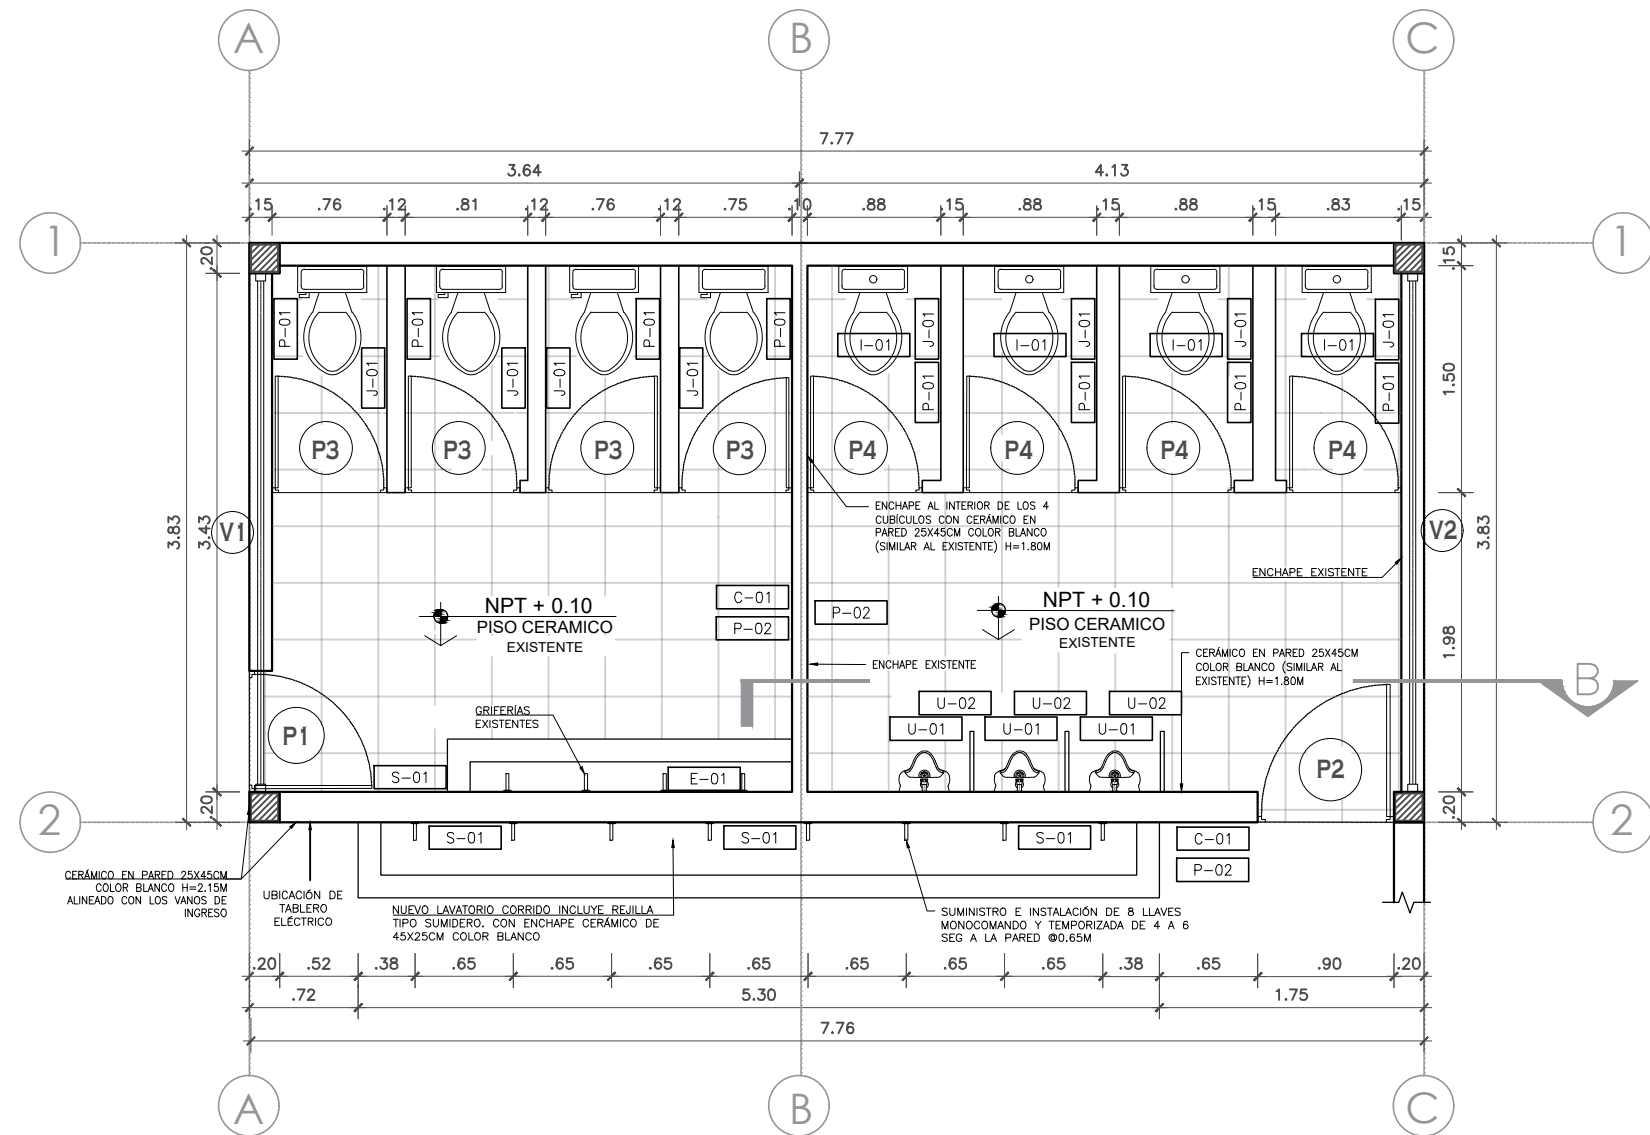 A
B
C
7.77
3.64
4.13
.15
.76
.12
.81
.12
.76
.12
.75
.10
.88
.15
.88
.15
.88
.15
.83
.15
1
1
.20
.15
P-01
P-01
P-01
P-01
J-01
J-01
J-01
J-01
I-01
I-01
I-01
I-01
J-01
J-01
J-01
J-01
P-01
P-01
P-01
P-01
1.50
P3
P3
P3
P3
P4
P4
P4
P4
ENCHAPE AL INTERIOR DE LOS 4
CUBÍCULOS CON CERÁMICO EN
PARED 25X45CM COLOR BLANCO
(SIMILAR AL EXISTENTE) H=1.80M
3.83
3.43
V1
V2
3.83
ENCHAPE EXISTENTE
C-01
P-02
P-02
NPT + 0.10
PISO CERAMICO
EXISTENTE
NPT + 0.10
PISO CERAMICO
EXISTENTE
1.98
ENCHAPE EXISTENTE
CERÁMICO EN PARED 25X45CM
COLOR BLANCO (SIMILAR AL
EXISTENTE) H=1.80M
B
U-02
U-02
U-02
U-01
U-01
U-01
GRIFERÍAS
EXISTENTES
P1
P2
S-01
E-01
.20
.20
2
2
S-01
S-01
S-01
C-01
P-02
CERÁMICO EN PARED 25X45CM
COLOR BLANCO H=2.15M
ALINEADO CON LOS VANOS DE
INGRESO
UBICACIÓN DE
TABLERO
ELÉCTRICO
NUEVO LAVATORIO CORRIDO INCLUYE REJILLA
TIPO SUMIDERO. CON ENCHAPE CERÁMICO DE
45X25CM COLOR BLANCO
SUMINISTRO E INSTALACIÓN DE 8 LLAVES
MONOCOMANDO Y TEMPORIZADA DE 4 A 6
SEG A LA PARED @0.65M
.20
.52
.38
.65
.65
.65
.65
.65
.65
.65
.38
.65
.90
.20
.72
5.30
1.75
7.76
A
B
C